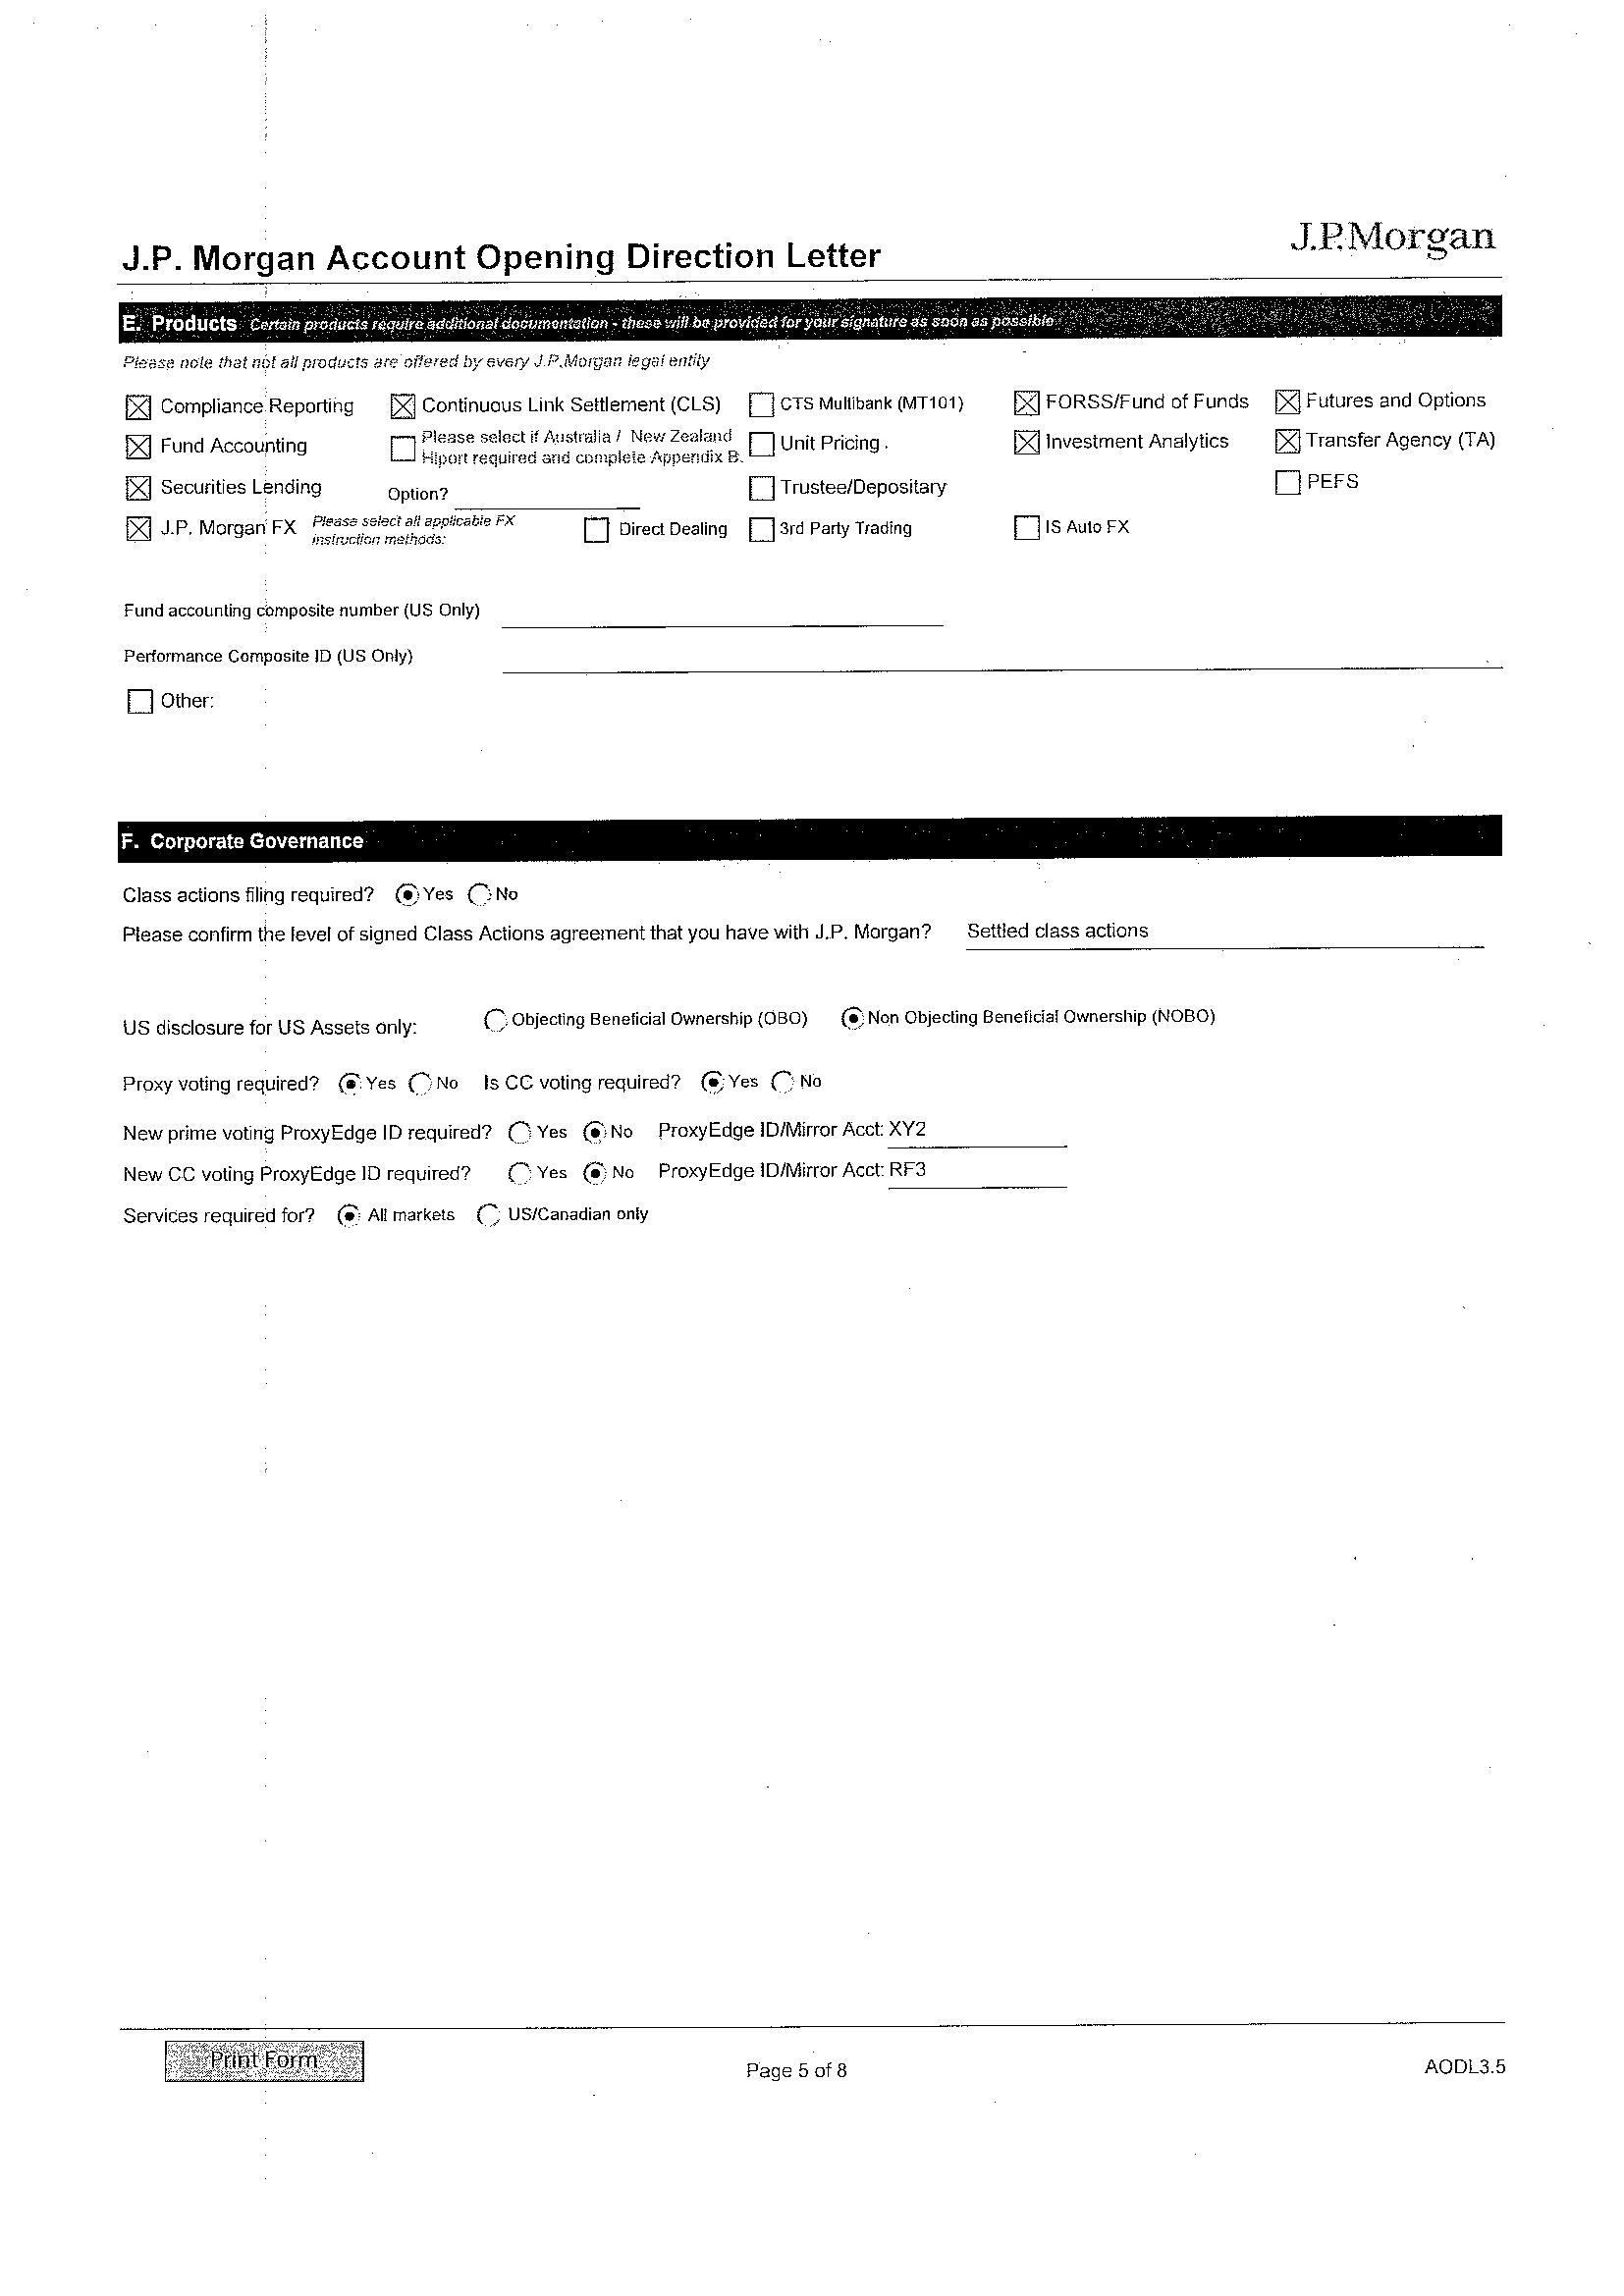 J.P.Morgan
J.P. Morgan Account Opening Direction Letter
E. Products Certain products require additional documentation - these will be provided for your signature as soon as possible
Please note that not all products are offered by every J.P.Morgan legal entity
Compliance Reporting Continuous Link Settlement (CLS) CTS Multibank (MT101) FORSS/Fund of Funds Futures and Options
Fund Accounting Please select if Australia / New Zealand Hiport required and complete Appendix B. Unit Pricing Investment Analytics Transfer Agency (TA)
Securities Lending Option? Trustee/Depositary PEFS
J.P. Morgan FX Please select all applicable FX instruction methods: Direct Dealing 3rd Party Trading IS Auto FX
Fund accounting composite number (US Only)
Performance Composite ID (US Only)
Other:
F. Corporate Governance
Class actions filing required? Yes No
Please confirm the level of signed Class Actions agreement that you have with J.P. Morgan? Settled class actions
US disclosure for US Assets only: Objecting Beneficial Ownership (OBO) Non Objecting Beneficial Ownership (NOBO)
Proxy voting required? Yes No Is CC voting required? Yes No
New prime voting ProxyEdge ID required? Yes No ProxyEdge ID/Mirror Acct: XY2
New CC voting ProxyEdge ID required? Yes No ProxyEdge ID/Mirror Acct: RF3
Services required for? All markets US/Canadian only
Print Form
Page 5 of 8
AODL3.5